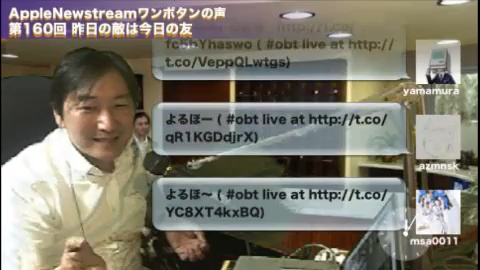 AppleNewstreamワンボタンの声
第160回 昨日の敵は今日の友
( #obt live at http://
t.co/VeppQLwtgs)
yamamura
よるほー ( #obt live at http://t.co/
qR1KGDdjrX)
azmnsk
よるほ〜 ( #obt live at http://t.co/
YC8XT4kxBQ)
msa0011